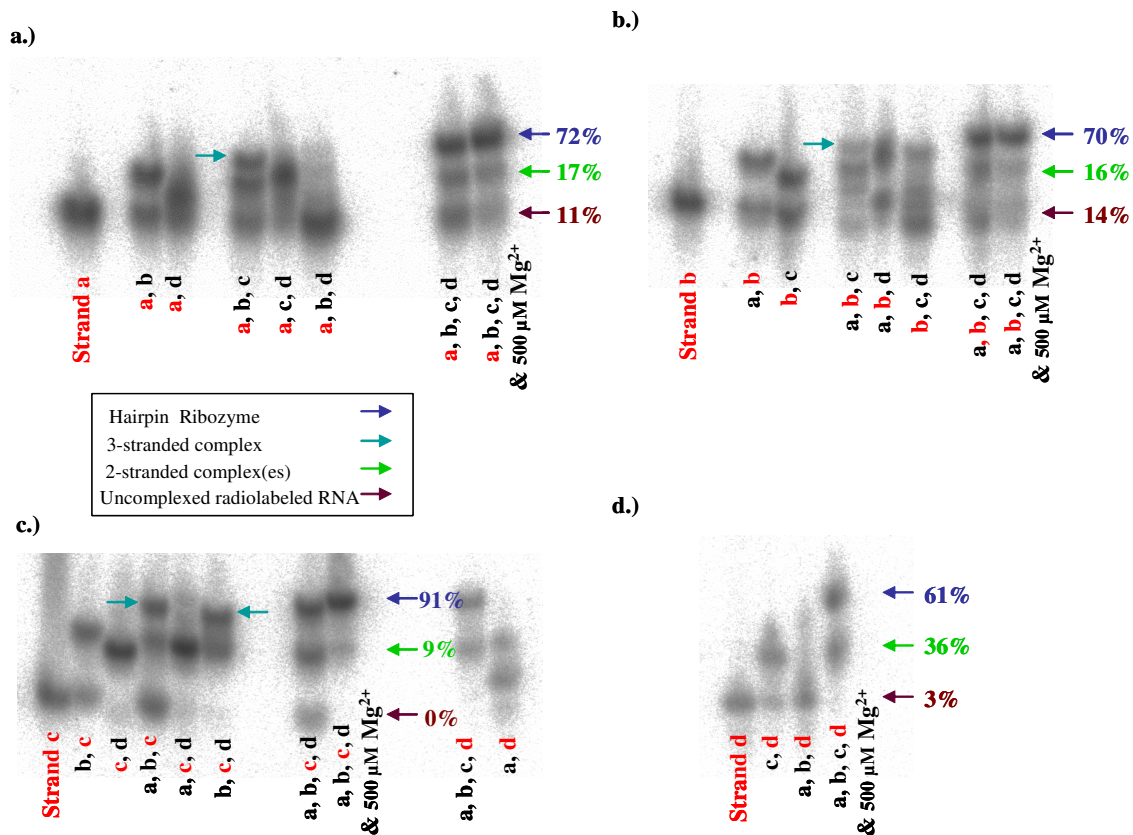 a.)
72%
17%
11%
Strand a
a, b
a, d
a, b, c
a, c, d
a, b, d
a, b, c, d
a, b, c, d
& 500 µM Mg2+
b.)
70%
16%
14%
Strand b
a, b
b, c
a, b, c
a, b, d
b, c, d
a, b, c, d
a, b, c, d
& 500 µM Mg2+
Hairpin Ribozyme
3-stranded complex
2-stranded complex(es)
Uncomplexed radiolabeled RNA
c.)
91%
9%
0%
Strand c
b, c
c, d
a, b, c
a, c, d
b, c, d
a, b, c, d
a, b, c, d
& 500 µM Mg2+
a, b, c, d
a, d
d.)
61%
36%
3%
Strand d
c, d
a, b, d
a, b, c, d
& 500 µM Mg2+